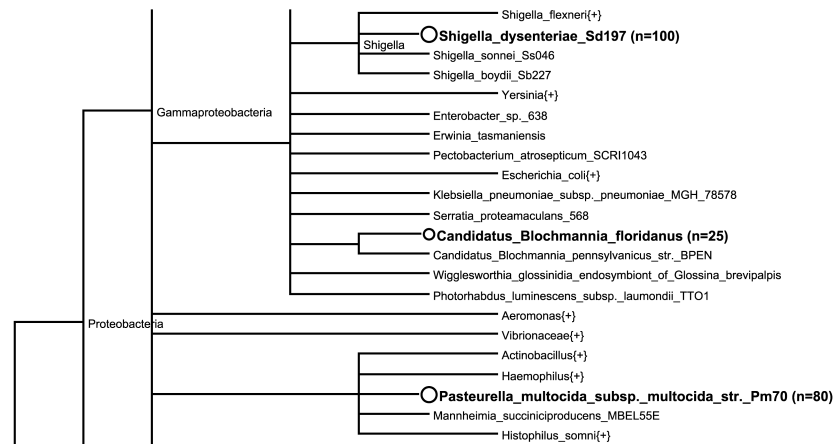 Shigella_flexneri{+}
Shigella_dysenteriae_Sd197 (n=100)
Shigella
Shigella_sonnei_Ss046
Shigella_boydii_Sb227
Yersinia{+}
Gammaproteobacteria
Enterobacter_sp._638
Erwinia_tasmaniensis
Pectobacterium_atrosepticum_SCRI1043
Escherichia_coli{+}
Klebsiella_pneumoniae_subsp._pneumoniae_MGH_78578
Serratia_proteamaculans_568
Candidatus_Blochmannia_floridanus (n=25)
Candidatus_Blochmannia_pennsylvanicus_str._BPEN
Wigglesworthia_glossinidia_endosymbiont_of_Glossina_brevipalpis
Photorhabdus_luminescens_subsp._laumondii_TTO1
Aeromonas{+}
Proteobacteria
Vibrionaceae{+}
Actinobacillus{+}
Haemophilus{+}
Pasteurella_multocida_subsp._multocida_str._Pm70 (n=80)
Mannheimia_succiniciproducens_MBEL55E
Histophilus_somni{+}